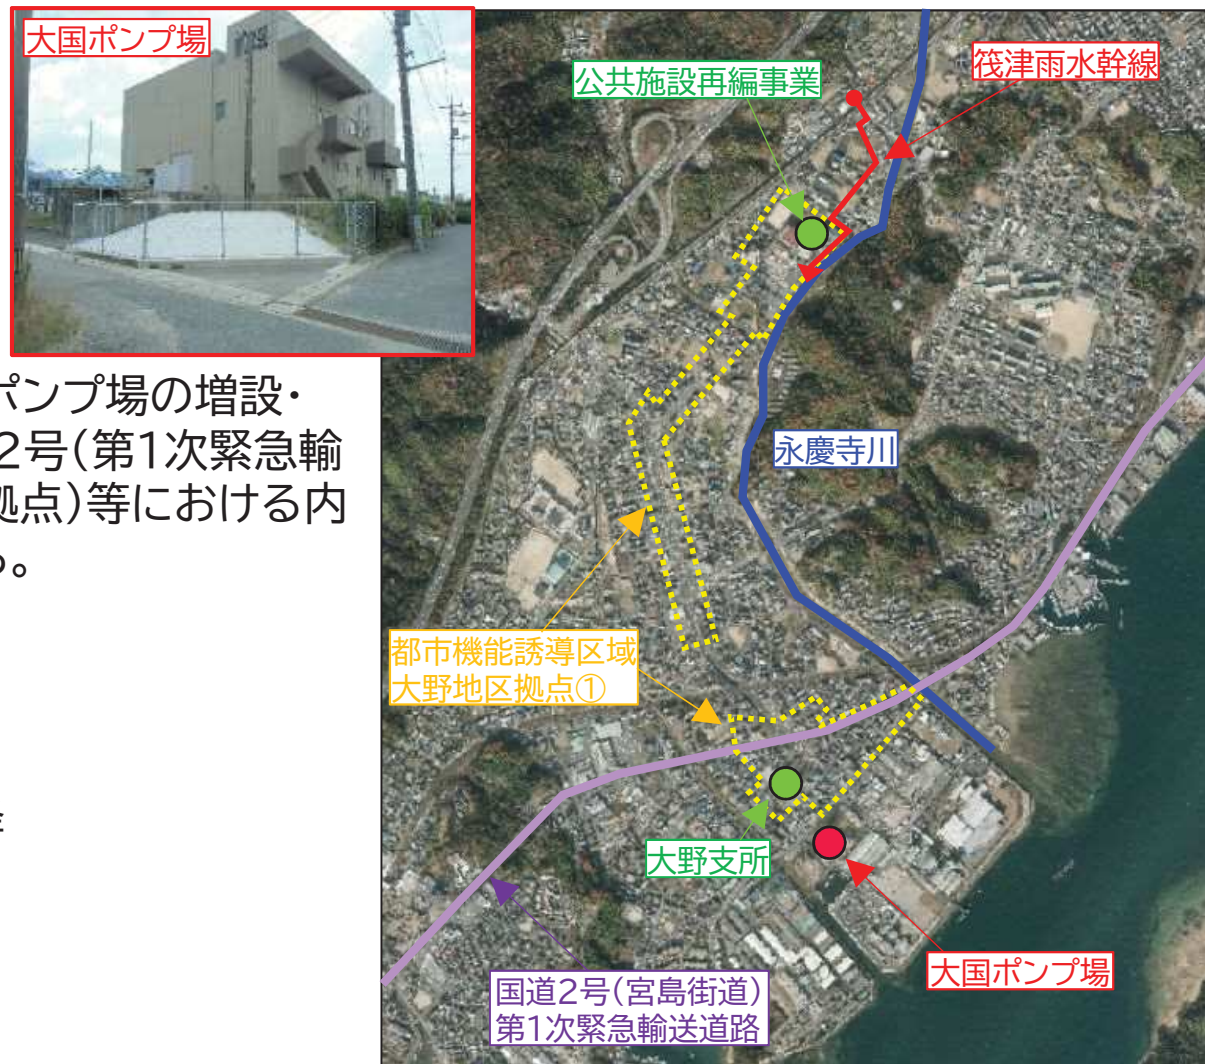 大国ポンプ場
公共施設再編事業
筏津雨水幹線
ポンプ場の増設・
2号(第1次緊急輸
拠点)等における内
る。
永慶寺川
都市機能誘導区域
大野地区拠点①
大野支所
大国ポンプ場
国道2号(宮島街道)
第1次緊急輸送道路